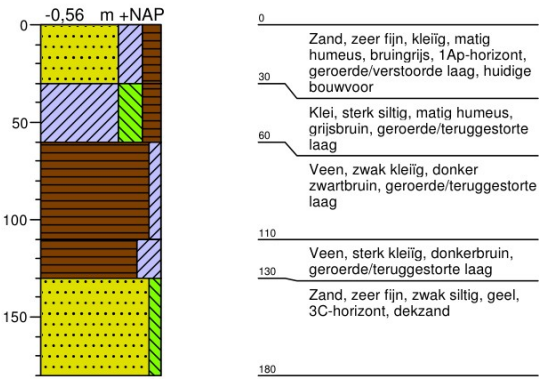 -0,56 m +NAP
0
50
100
150
0
Zand, zeer fijn, kleiïg, matig
humeus, bruingrijs, 1Ap-horizont,
geroerde/verstoorde laag, huidige
bouwvoor
30
Klei, sterk siltig, matig humeus,
grijsbruin, geroerde/teruggestorte
laag
60
Veen, zwak kleiïg, donker
zwartbruin, geroerde/teruggestorte
laag
110
Veen, sterk kleiïg, donkerbruin,
geroerde/teruggestorte laag
130
Zand, zeer fijn, zwak siltig, geel,
3C-horizont, dekzand
180